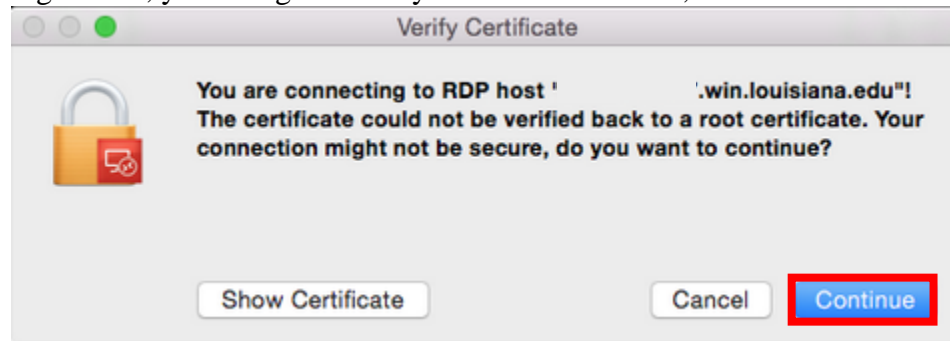 Verify Certificate
You are connecting to RDP host ' '.win.louisiana.edu"!
The certificate could not be verified back to a root certificate. Your
connection might not be secure, do you want to continue?
Show Certificate Cancel Continue